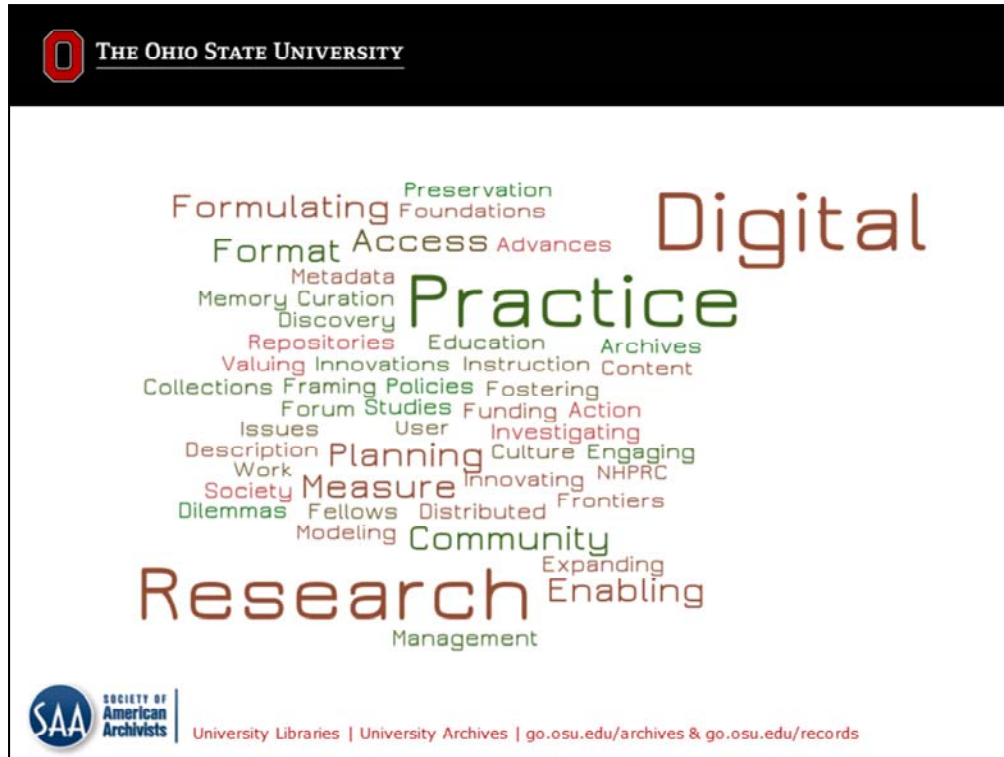 THE OHIO STATE UNIVERSITY
Preservation
Formulating Foundations
Digital
Format Access Advances
Metadata
Practice
Memory Curation
Discovery
Repositories Education Archives
Valuing Innovations Instruction Content
Collections Framing Policies Fostering
Forum Studies Funding Action
Issues User Investigating
Description Planning Culture Engaging
Work Innovating NHPRC
Society Measure Frontiers
Dilemmas Fellows Distributed
Modeling Community
Expanding
Research Enabling
Management
SAA
SOCIETY OF
American
Archivists
University Libraries | University Archives | go.osu.edu/archives & go.osu.edu/records